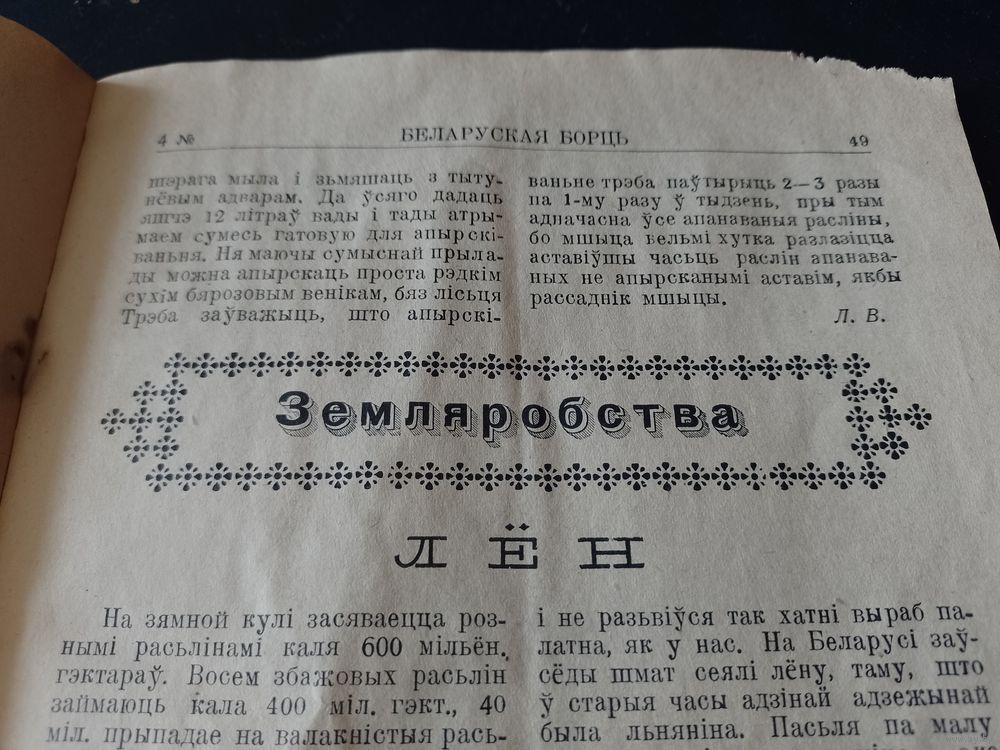 4 № БЕЛАРУСКАЯ БОРЦЬ 49
шэрага мыла і зьмяшаць з тыту-
нёвым адварам. Да ўсяго дадаць
яшчэ 12 літраў вады і тады атры-
маем сумесь гатовую для апырскі-
ваньня. Ня маючы сумыснай прыла-
ды можна апырскаць проста рэдкім
сухім бярозовым венікам, бяз лісьця
Трэба заўважыць, што апырскі-
ваньне трэба паўтырыць 2—3 разы
па 1-му разу ў тыдзень, пры тым
адначасна ўсе апанаваныя расліны,
бо мшыца вельмі хутка разлазіцца
аставіўшы часьць раслін апанава-
ных не апырсканымі аставім, якбы
рассаднік мшыцы.
Л. В.
Земляробства
ЛЁН
На зямной кулі засяваецца роз-
нымі расьлінамі каля 600 мільён.
гэктараў. Восем збажовых расьлін
займаюць кала 400 міл. гэкт., 40
міл. прыпадае на валакністыя рась-
і не разьвіўся так хатні выраб па-
латна, як у нас. На Беларусі заў-
сёды шмат сеялі лёну, таму, што
ў старыя часы адзінай адзежынай
была льняніна. Пасьля па малу